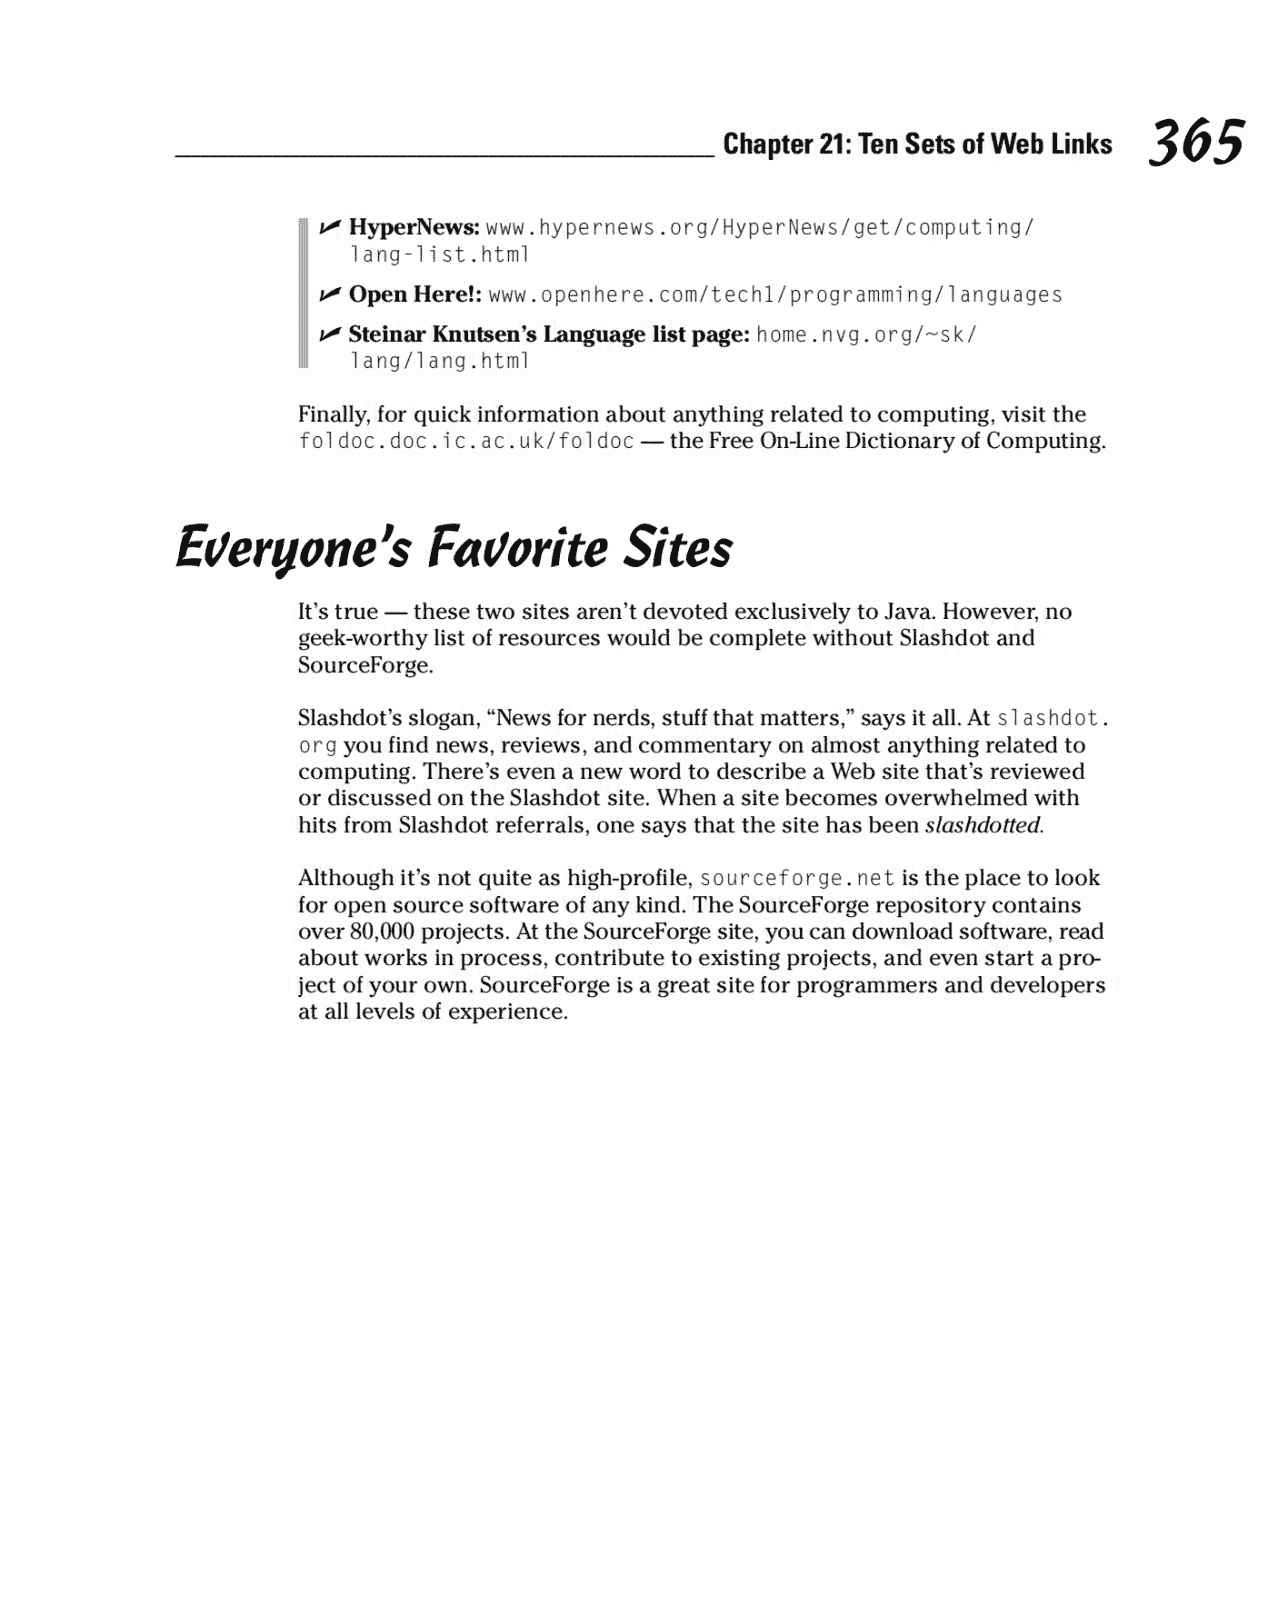 Chapter 21: Ten Sets of Web Links 365
✓ HyperNews: www.hypernews.org/HyperNews/get/computing/
lang-list.html
✓ Open Here!: www.openhere.com/tech1/programming/languages
✓ Steinar Knutsen’s Language list page: home.nvg.org/~sk/
lang/lang.html
Finally, for quick information about anything related to computing, visit the
foldoc.doc.ic.ac.uk/foldoc — the Free On-Line Dictionary of Computing.
Everyone’s Favorite Sites
It’s true — these two sites aren’t devoted exclusively to Java. However, no
geek-worthy list of resources would be complete without Slashdot and
SourceForge.
Slashdot’s slogan, “News for nerds, stuff that matters,” says it all. At slashdot.
org you find news, reviews, and commentary on almost anything related to
computing. There’s even a new word to describe a Web site that’s reviewed
or discussed on the Slashdot site. When a site becomes overwhelmed with
hits from Slashdot referrals, one says that the site has been slashdotted.
Although it’s not quite as high-profile, sourceforge.net is the place to look
for open source software of any kind. The SourceForge repository contains
over 80,000 projects. At the SourceForge site, you can download software, read
about works in process, contribute to existing projects, and even start a pro-
ject of your own. SourceForge is a great site for programmers and developers
at all levels of experience.